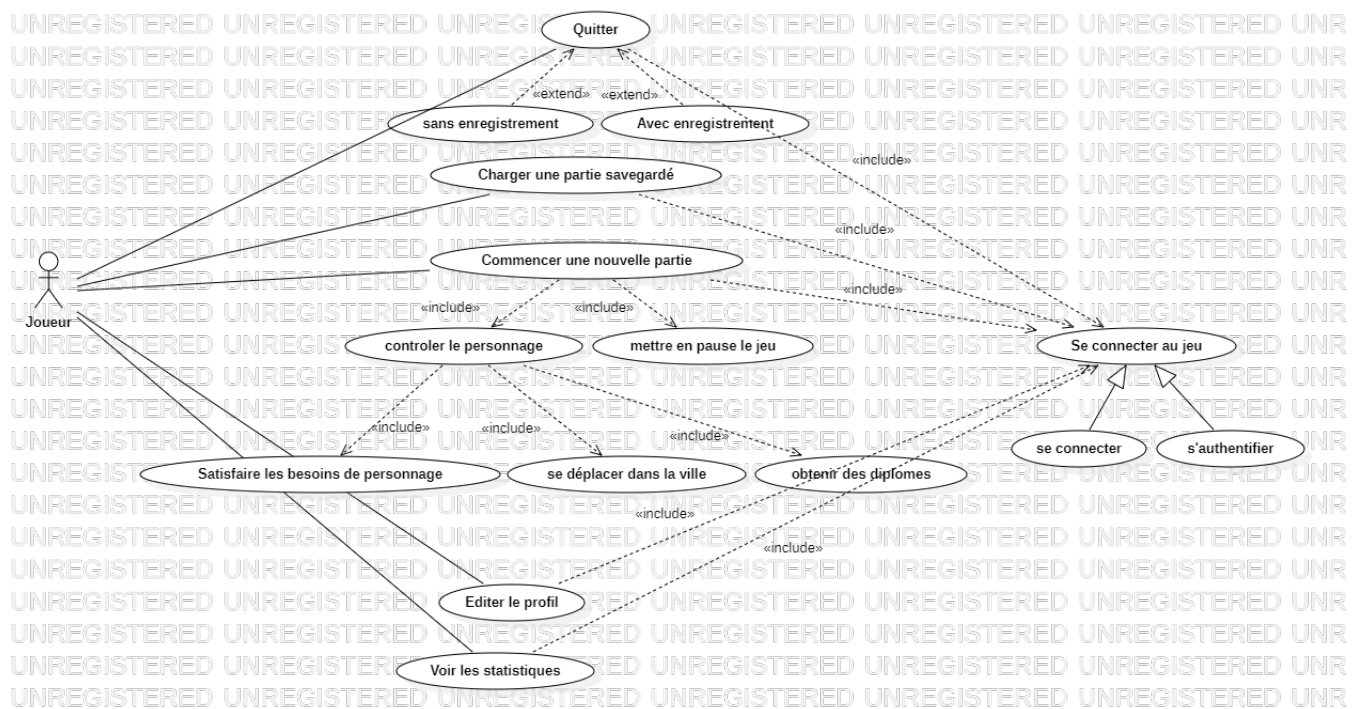 UNREGISTERED
Quitter
«extend» «extend»
sans enregistrement
Avec enregistrement
«include»
Charger une partie savegardé
«include»
Commencer une nouvelle partie
«include»
«include»
«include»
Joueur
controler le personnage
mettre en pause le jeu
Se connecter au jeu
«include»
«include»
«include»
se connecter
s'authentifier
Satisfaire les besoins de personnage
se déplacer dans la ville
obtenir des diplomes
«include»
«include»
Editer le profil
Voir les statistiques